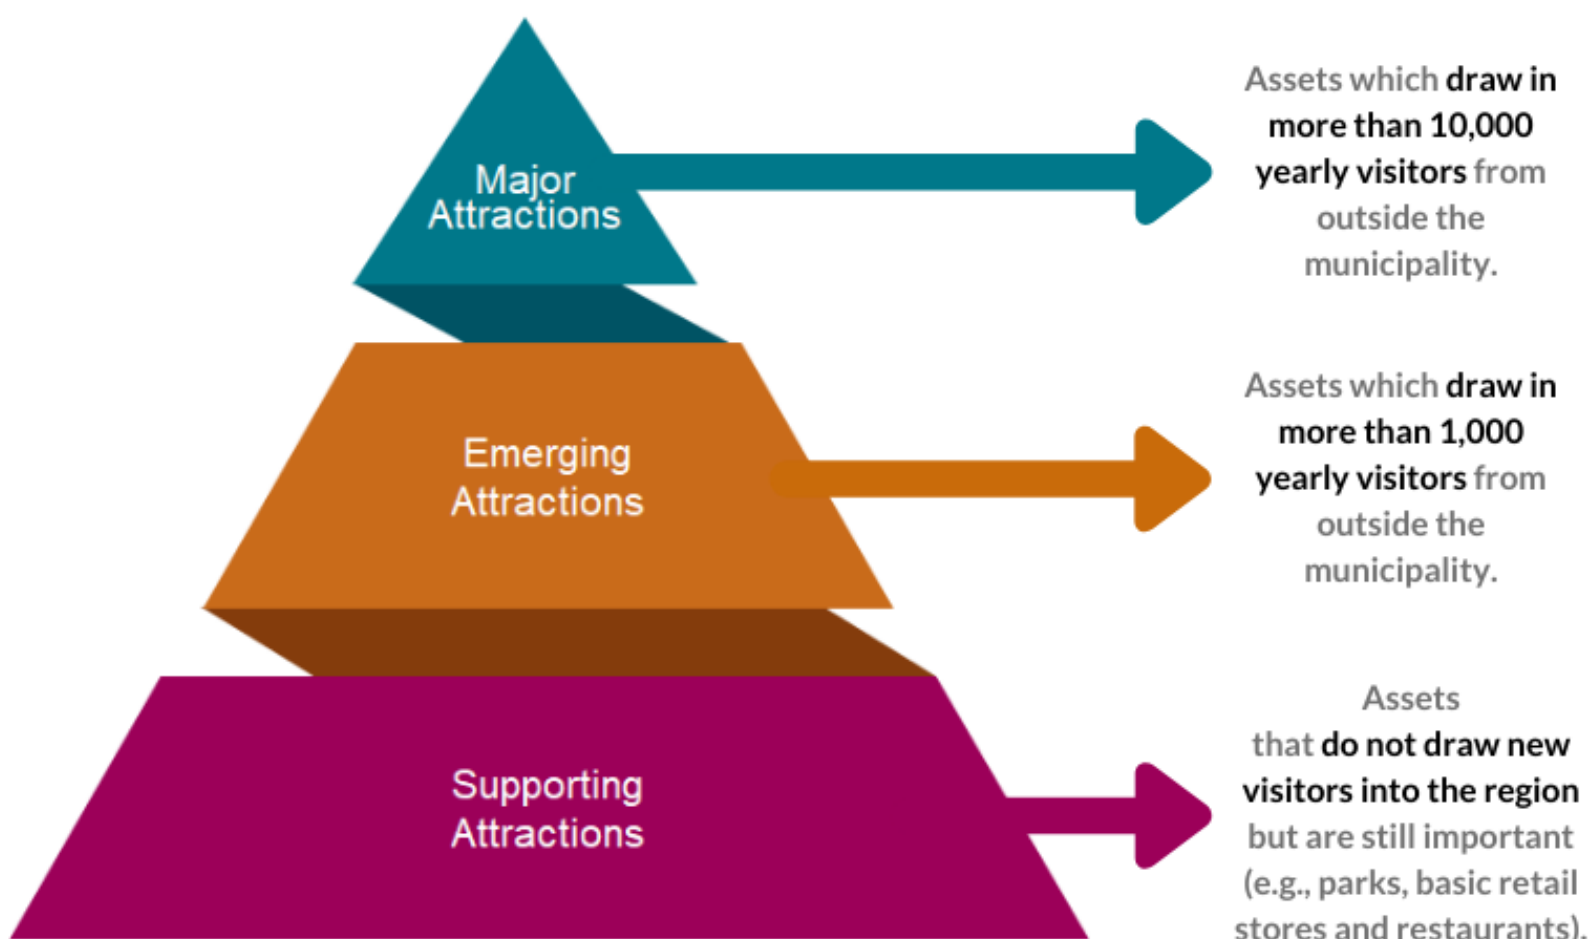 Major
Attractions
Assets which draw in
more than 10,000
yearly visitors from
outside the
municipality.
Emerging
Attractions
Assets which draw in
more than 1,000
yearly visitors from
outside the
municipality.
Supporting
Attractions
Assets
that do not draw new
visitors into the region
but are still important
(e.g., parks, basic retail
stores and restaurants).